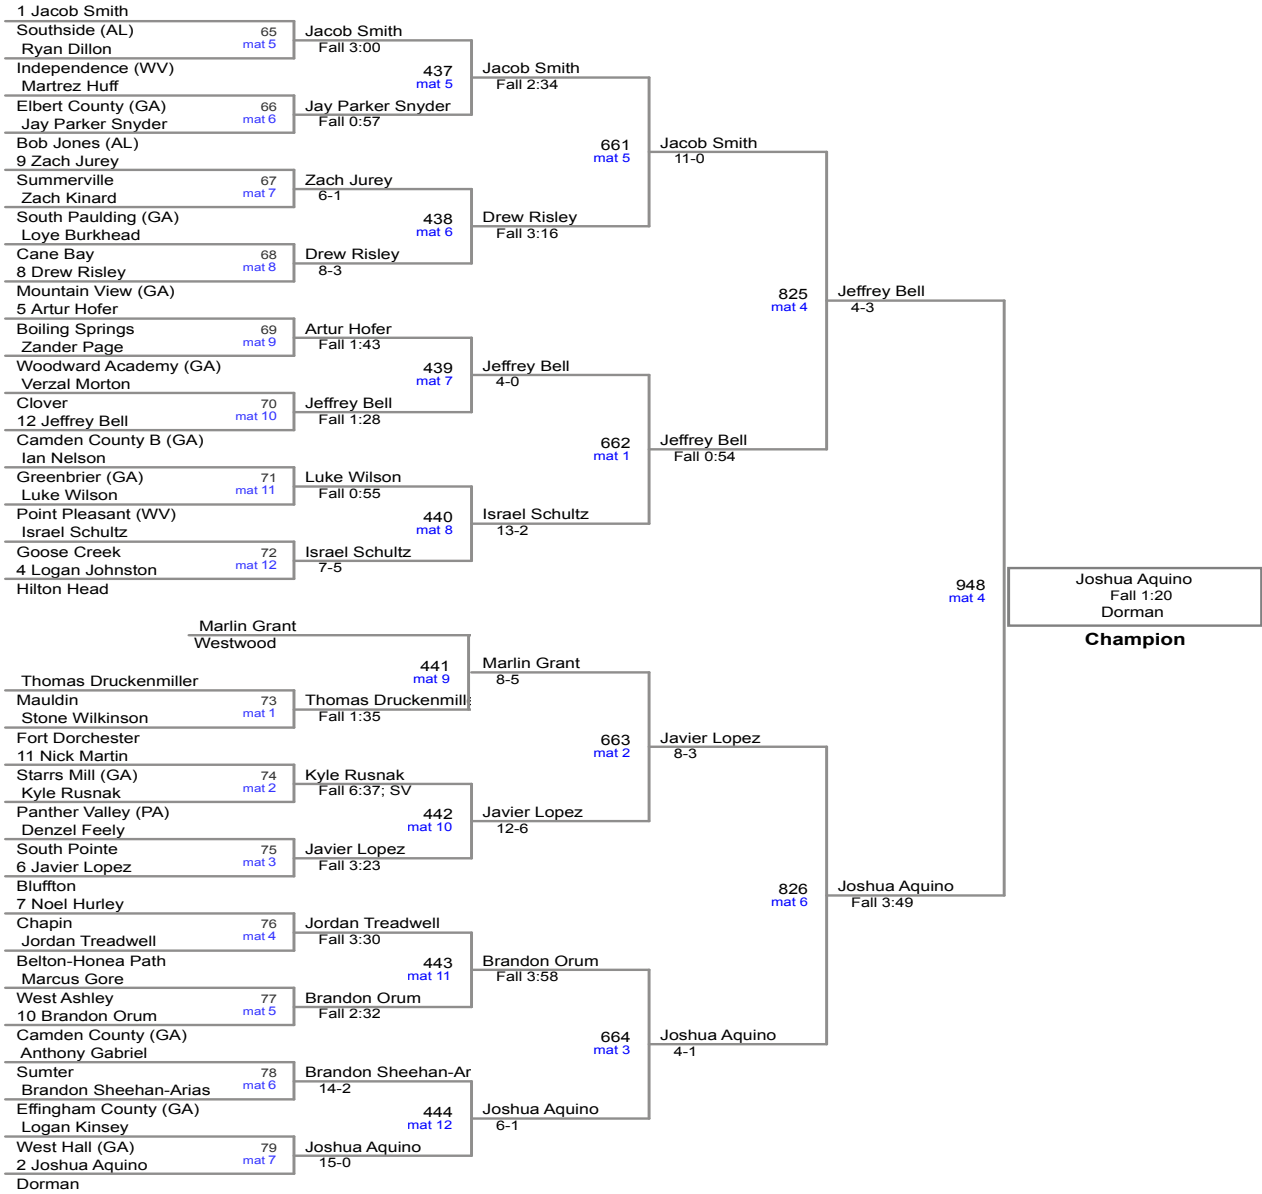 1 Jacob Smith
Southside (AL)
65
mat 5
Ryan Dillon
Jacob Smith
Fall 3:00
Independence (WV)
Martrez Huff
437
mat 5
Jacob Smith
Fall 2:34
Elbert County (GA)
66
mat 6
Jay Parker Snyder
Jay Parker Snyder
Fall 0:57
Bob Jones (AL)
9 Zach Jurey
661
mat 5
Jacob Smith
11-0
Summerville
67
mat 7
Zach Kinard
Zach Jurey
6-1
South Paulding (GA)
Loye Burkhead
438
mat 6
Drew Risley
Fall 3:16
Cane Bay
68
mat 8
8 Drew Risley
Drew Risley
8-3
Mountain View (GA)
5 Artur Hofer
825
mat 4
Jeffrey Bell
4-3
Boiling Springs
69
mat 9
Zander Page
Artur Hofer
Fall 1:43
Woodward Academy (GA)
Verzal Morton
439
mat 7
Jeffrey Bell
4-0
Clover
70
mat 10
12 Jeffrey Bell
Jeffrey Bell
Fall 1:28
Camden County B (GA)
Ian Nelson
662
mat 1
Jeffrey Bell
Fall 0:54
Greenbrier (GA)
71
mat 11
Luke Wilson
Luke Wilson
Fall 0:55
Point Pleasant (WV)
Israel Schultz
440
mat 8
Israel Schultz
13-2
Goose Creek
72
mat 12
4 Logan Johnston
Israel Schultz
7-5
Hilton Head
948
mat 4
Joshua Aquino
Fall 1:20
Dorman
Champion
Marlin Grant
Westwood
441
mat 9
Marlin Grant
8-5
Thomas Druckenmiller
Mauldin
73
mat 1
Stone Wilkinson
Thomas Druckenmill
Fall 1:35
Fort Dorchester
11 Nick Martin
663
mat 2
Javier Lopez
8-3
Starrs Mill (GA)
74
mat 2
Kyle Rusnak
Kyle Rusnak
Fall 6:37; SV
Panther Valley (PA)
Denzel Feely
442
mat 10
Javier Lopez
12-6
South Pointe
75
mat 3
6 Javier Lopez
Javier Lopez
Fall 3:23
Bluffton
7 Noel Hurley
826
mat 6
Joshua Aquino
Fall 3:49
Chapin
76
mat 4
Jordan Treadwell
Jordan Treadwell
Fall 3:30
Belton-Honea Path
Marcus Gore
443
mat 11
Brandon Orum
Fall 3:58
West Ashley
77
mat 5
10 Brandon Orum
Brandon Orum
Fall 2:32
Camden County (GA)
Anthony Gabriel
664
mat 3
Joshua Aquino
4-1
Sumter
78
mat 6
Brandon Sheehan-Arias
Brandon Sheehan-Ar
14-2
Effingham County (GA)
Logan Kinsey
444
mat 12
Joshua Aquino
6-1
West Hall (GA)
79
mat 7
2 Joshua Aquino
Joshua Aquino
15-0
Dorman